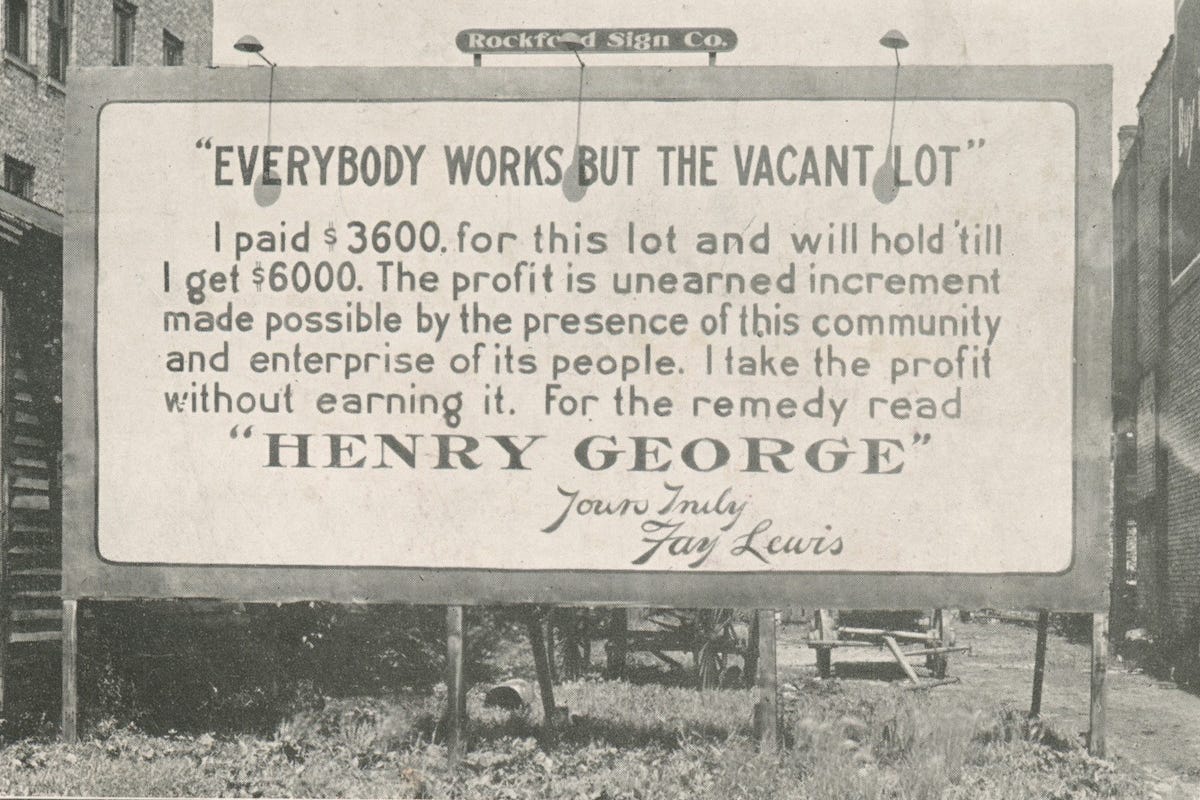 Rockford Sign Co.
"EVERYBODY WORKS BUT THE VACANT LOT"
I paid $3600. for this lot and will hold 'till
I get $6000. The profit is unearned increment
made possible by the presence of this community
and enterprise of its people. I take the profit
without earning it. For the remedy read
"HENRY GEORGE"
Yours Truly
Fay Lewis